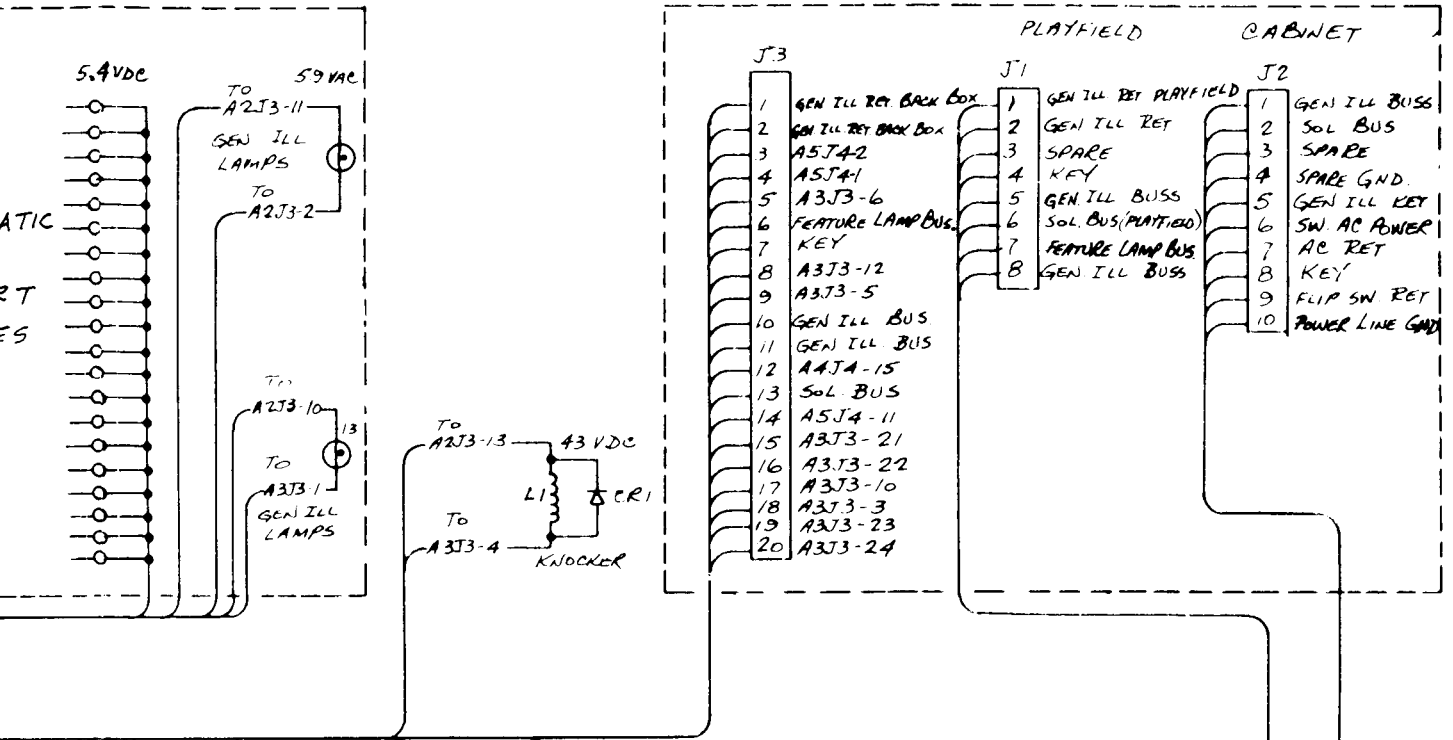 5.4 VDC
5.9 VAC
TO
A2J3-11
GEN ILL
LAMPS
TO
A2J3-2
ATIC
RT
ES
TO
A2J3-10
13
TO
A3J3-1
GEN ILL
LAMPS
TO
A2J3-13
43 VDC
L1
CR1
TO
A3J3-4
KNOCKER
J3
1 GEN ILL RET. BACK BOX
2 GEN ILL RET BACK BOX
3 A5J4-2
4 A5J4-1
5 A3J3-6
6 FEATURE LAMP BUS.
7 KEY
8 A3J3-12
9 A3J3-5
10 GEN ILL BUS
11 GEN ILL BUS
12 A4J4-15
13 SOL BUS
14 A5J4-11
15 A3J3-21
16 A3J3-22
17 A3J3-10
18 A3J3-3
19 A3J3-23
20 A3J3-24
PLAYFIELD
J1
1 GEN ILL RET PLAYFIELD
2 GEN ILL RET
3 SPARE
4 KEY
5 GEN. ILL BUSS
6 SOL. BUS (PLAYFIELD)
7 FEATURE LAMP BUS.
8 GEN ILL BUSS
CABINET
J2
1 GEN ILL BUSS
2 SOL BUS
3 SPARE
4 SPARE GND.
5 GEN ILL KEY
6 SW. AC POWER
7 AC RET
8 KEY
9 FLIP SW. RET
10 POWER LINE GND